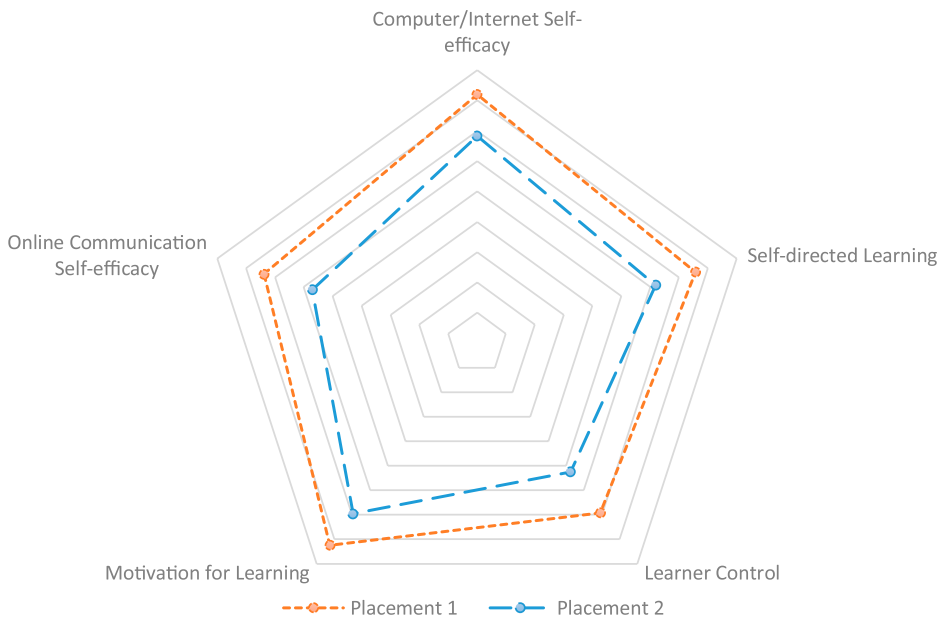 Computer/Internet Self-
efficacy
Online Communication
Self-efficacy
Self-directed Learning
Motivation for Learning
Learner Control
Placement 1
Placement 2